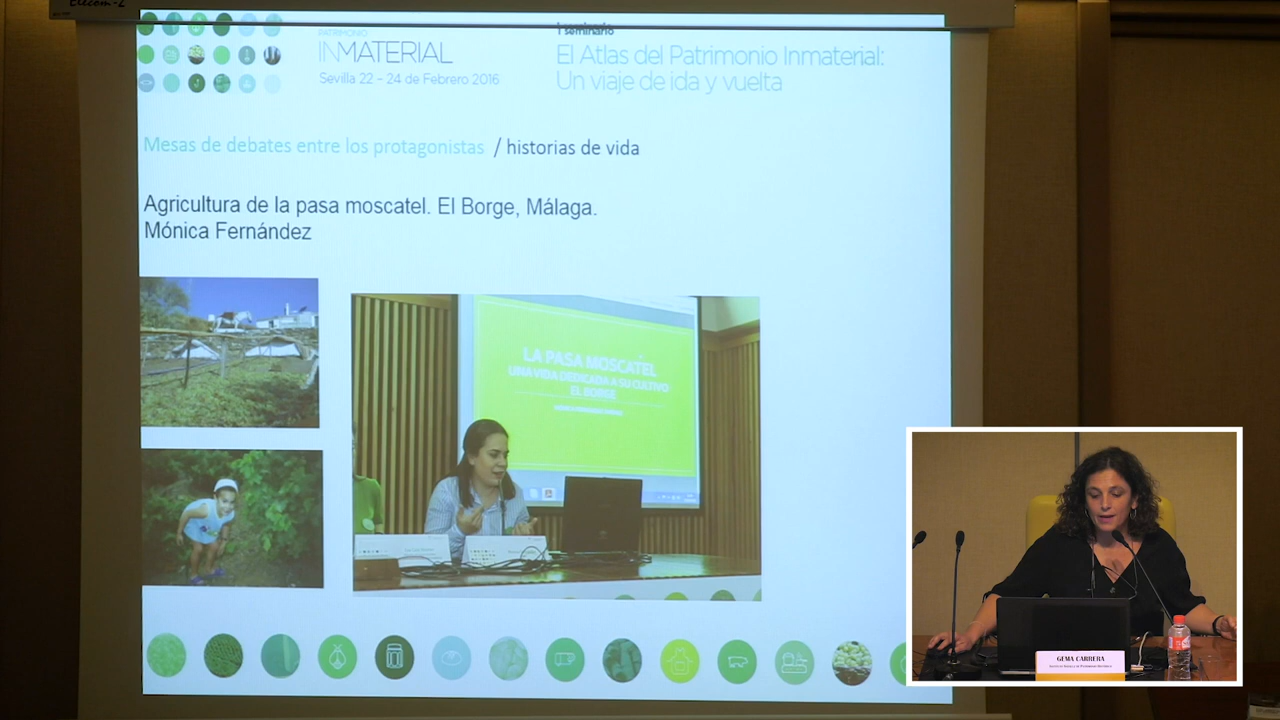 Elecom-2
PATRIMONIO
INMATERIAL
Sevilla 22 - 24 de Febrero 2016
I seminario
El Atlas del Patrimonio Inmaterial:
Un viaje de ida y vuelta
Mesas de debates entre los protagonistas / historias de vida
Agricultura de la pasa moscatel. El Borge, Málaga.
Mónica Fernández
LA PASA MOSCATEL
UNA VIDA DEDICADA A SU CULTIVO
EL BORGE
GEMA CARRERA